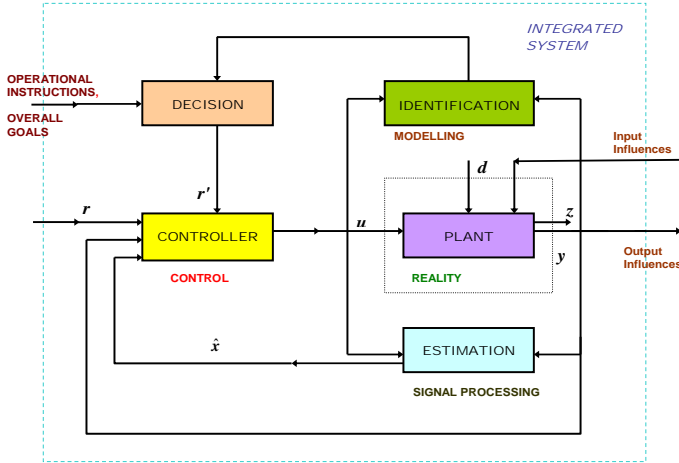 INTEGRATED
SYSTEM
OPERATIONAL
INSTRUCTIONS,
OVERALL
GOALS
DECISION
IDENTIFICATION
MODELLING
Input
Influences
d
r'
r
u
z
CONTROLLER
PLANT
y
Output
Influences
CONTROL
REALITY
x̂
ESTIMATION
SIGNAL PROCESSING